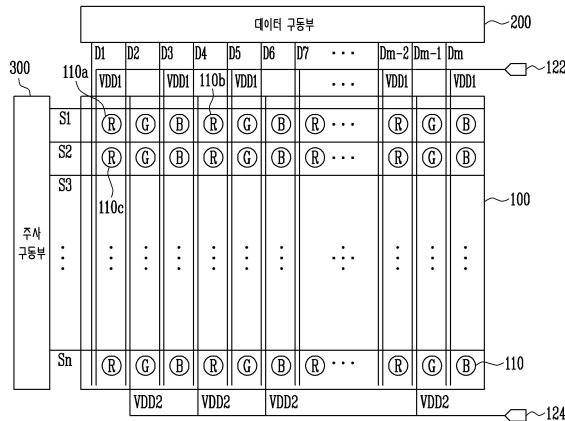 데이터 구동부
200
D1 D2 D3 D4 D5 D6 D7 ··· Dm-2 Dm-1 Dm
122
300
110a VDD1 VDD1 110b VDD1 ··· VDD1 VDD1
S1 R G B R G B R ··· R G B
S2 R G B R G B R ··· R G B
S3
110c
100
주사
구동부
Sn R G B R G B R ··· R G B
110
VDD2 VDD2 VDD2 VDD2
124